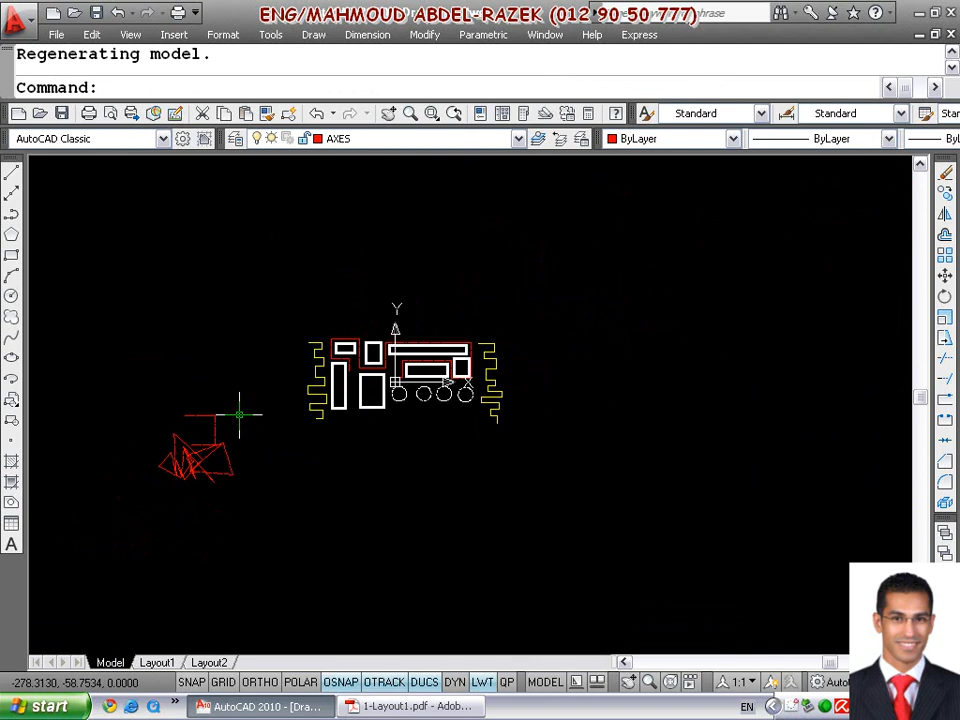 ENG/MAHMOUD ABDEL-RAZEK (012 90 50 777)
phrase
File Edit View Insert Format Tools Draw Dimension Modify Parametric Window Help Express
Regenerating model.
Command:
Standard Standard
AutoCAD Classic AXES ByLayer ByLayer
Y
X
A
Model Layout1 Layout2
-278.3130, -58.7534, 0.0000 SNAP GRID ORTHO POLAR OSNAP OTRACK DUCS DYN LWT QP MODEL 1:1
start AutoCAD 2010 - [Dra... 1-Layout1.pdf - Adob... EN